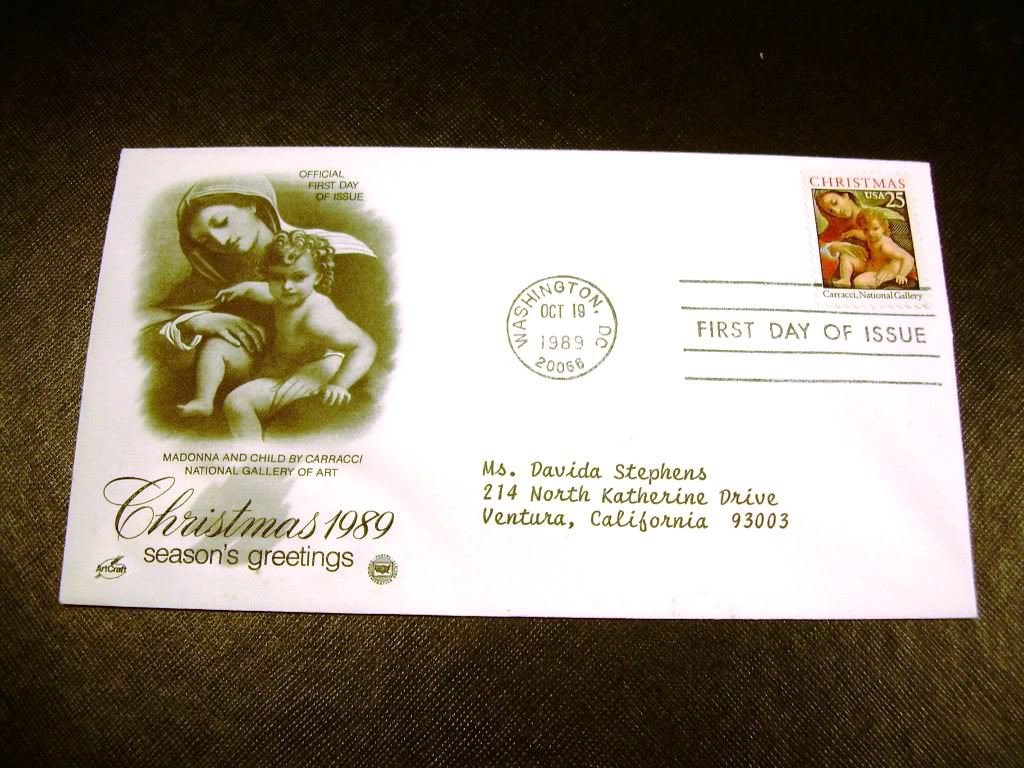 OFFICIAL
FIRST DAY
OF ISSUE
MADONNA AND CHILD BY CARRACCI
NATIONAL GALLERY OF ART
Christmas 1989
season's greetings
ArtCraft
WASHINGTON, DC
OCT 19
1989
20066
CHRISTMAS
USA 25
Carracci, National Gallery
FIRST DAY OF ISSUE
Ms. Davida Stephens
214 North Katherine Drive
Ventura, California 93003